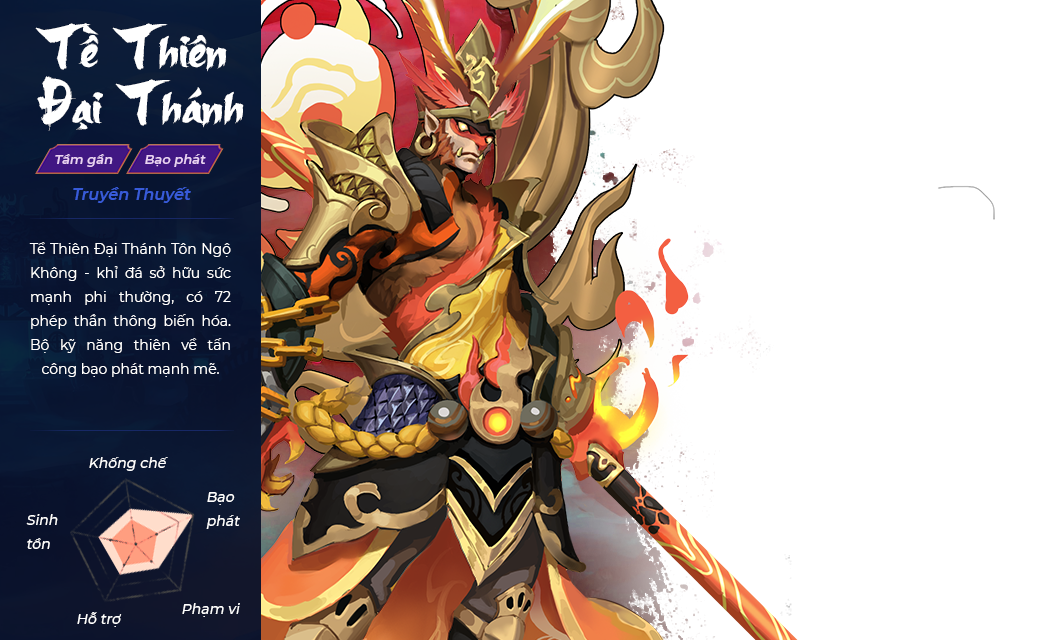 Tề Thiên
Đại Thánh
Tầm gần
Bạo phát
Truyền Thuyết
Tề Thiên Đại Thánh Tôn Ngộ
Không - khỉ đá sở hữu sức
mạnh phi thường, có 72
phép thần thông biến hóa.
Bộ kỹ năng thiên về tấn
công bạo phát mạnh mẽ.
Khống chế
Bạo
phát
Sinh
tồn
Phạm vi
Hỗ trợ